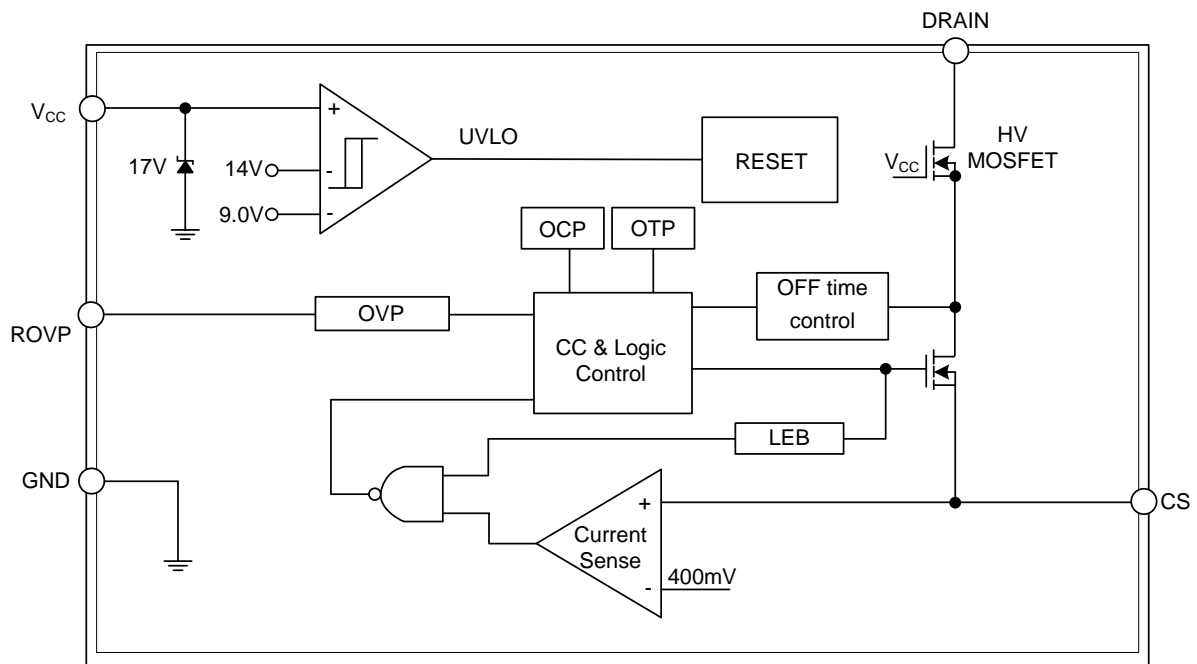 DRAIN
VCC
+
UVLO
17V
14V
-
9.0V
-
RESET
HV
MOSFET
VCC
OCP
OTP
ROVP
OVP
CC & Logic
Control
OFF time
control
LEB
GND
+
Current
Sense
-
400mV
CS